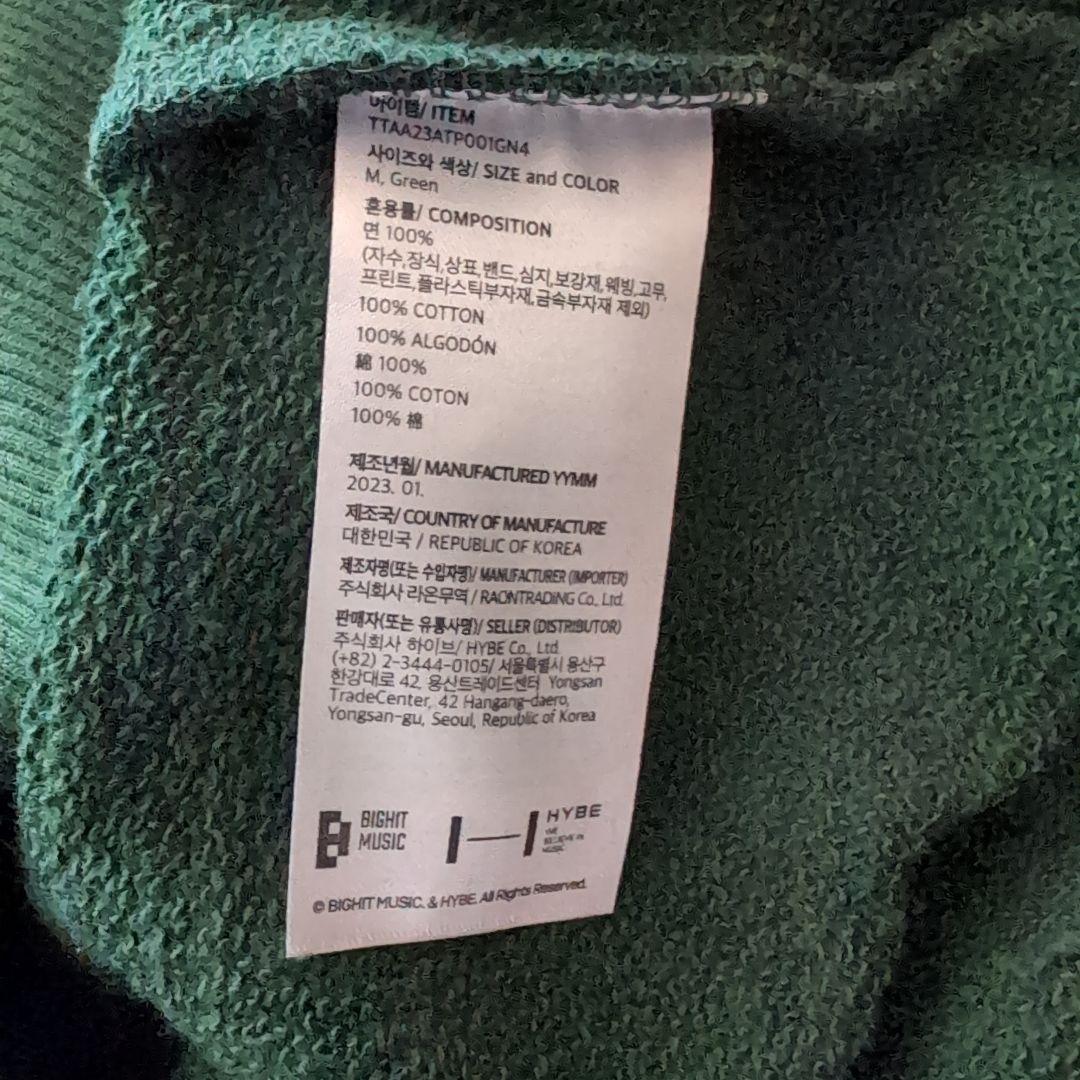 아이템/ ITEM
TTAA23ATP001GN4
사이즈와 색상/ SIZE and COLOR
M, Green
혼용률/ COMPOSITION
면 100%
(자수,장식,상표,밴드,심지,보강재,웨빙,고무,
프린트,플라스틱부자재,금속부자재 제외)
100% COTTON
100% ALGODÓN
綿 100%
100% COTON
100% 棉
제조년월/ MANUFACTURED YYMM
2023. 01.
제조국/ COUNTRY OF MANUFACTURE
대한민국 / REPUBLIC OF KOREA
제조자명(또는 수입자명)/ MANUFACTURER (IMPORTER)
주식회사 라온무역 / RAONTRADING Co., Ltd.
판매자(또는 유통사명)/ SELLER (DISTRIBUTOR)
주식회사 하이브/ HYBE Co., Ltd.
(+82) 2-3444-0105/ 서울특별시 용산구
한강대로 42, 용산트레이드센터 Yongsan
TradeCenter, 42 Hangang-daero,
Yongsan-gu, Seoul, Republic of Korea
BIGHIT
MUSIC
HYBE
WE
BELIEVE IN
MUSIC
© BIGHIT MUSIC. & HYBE. All Rights Reserved.